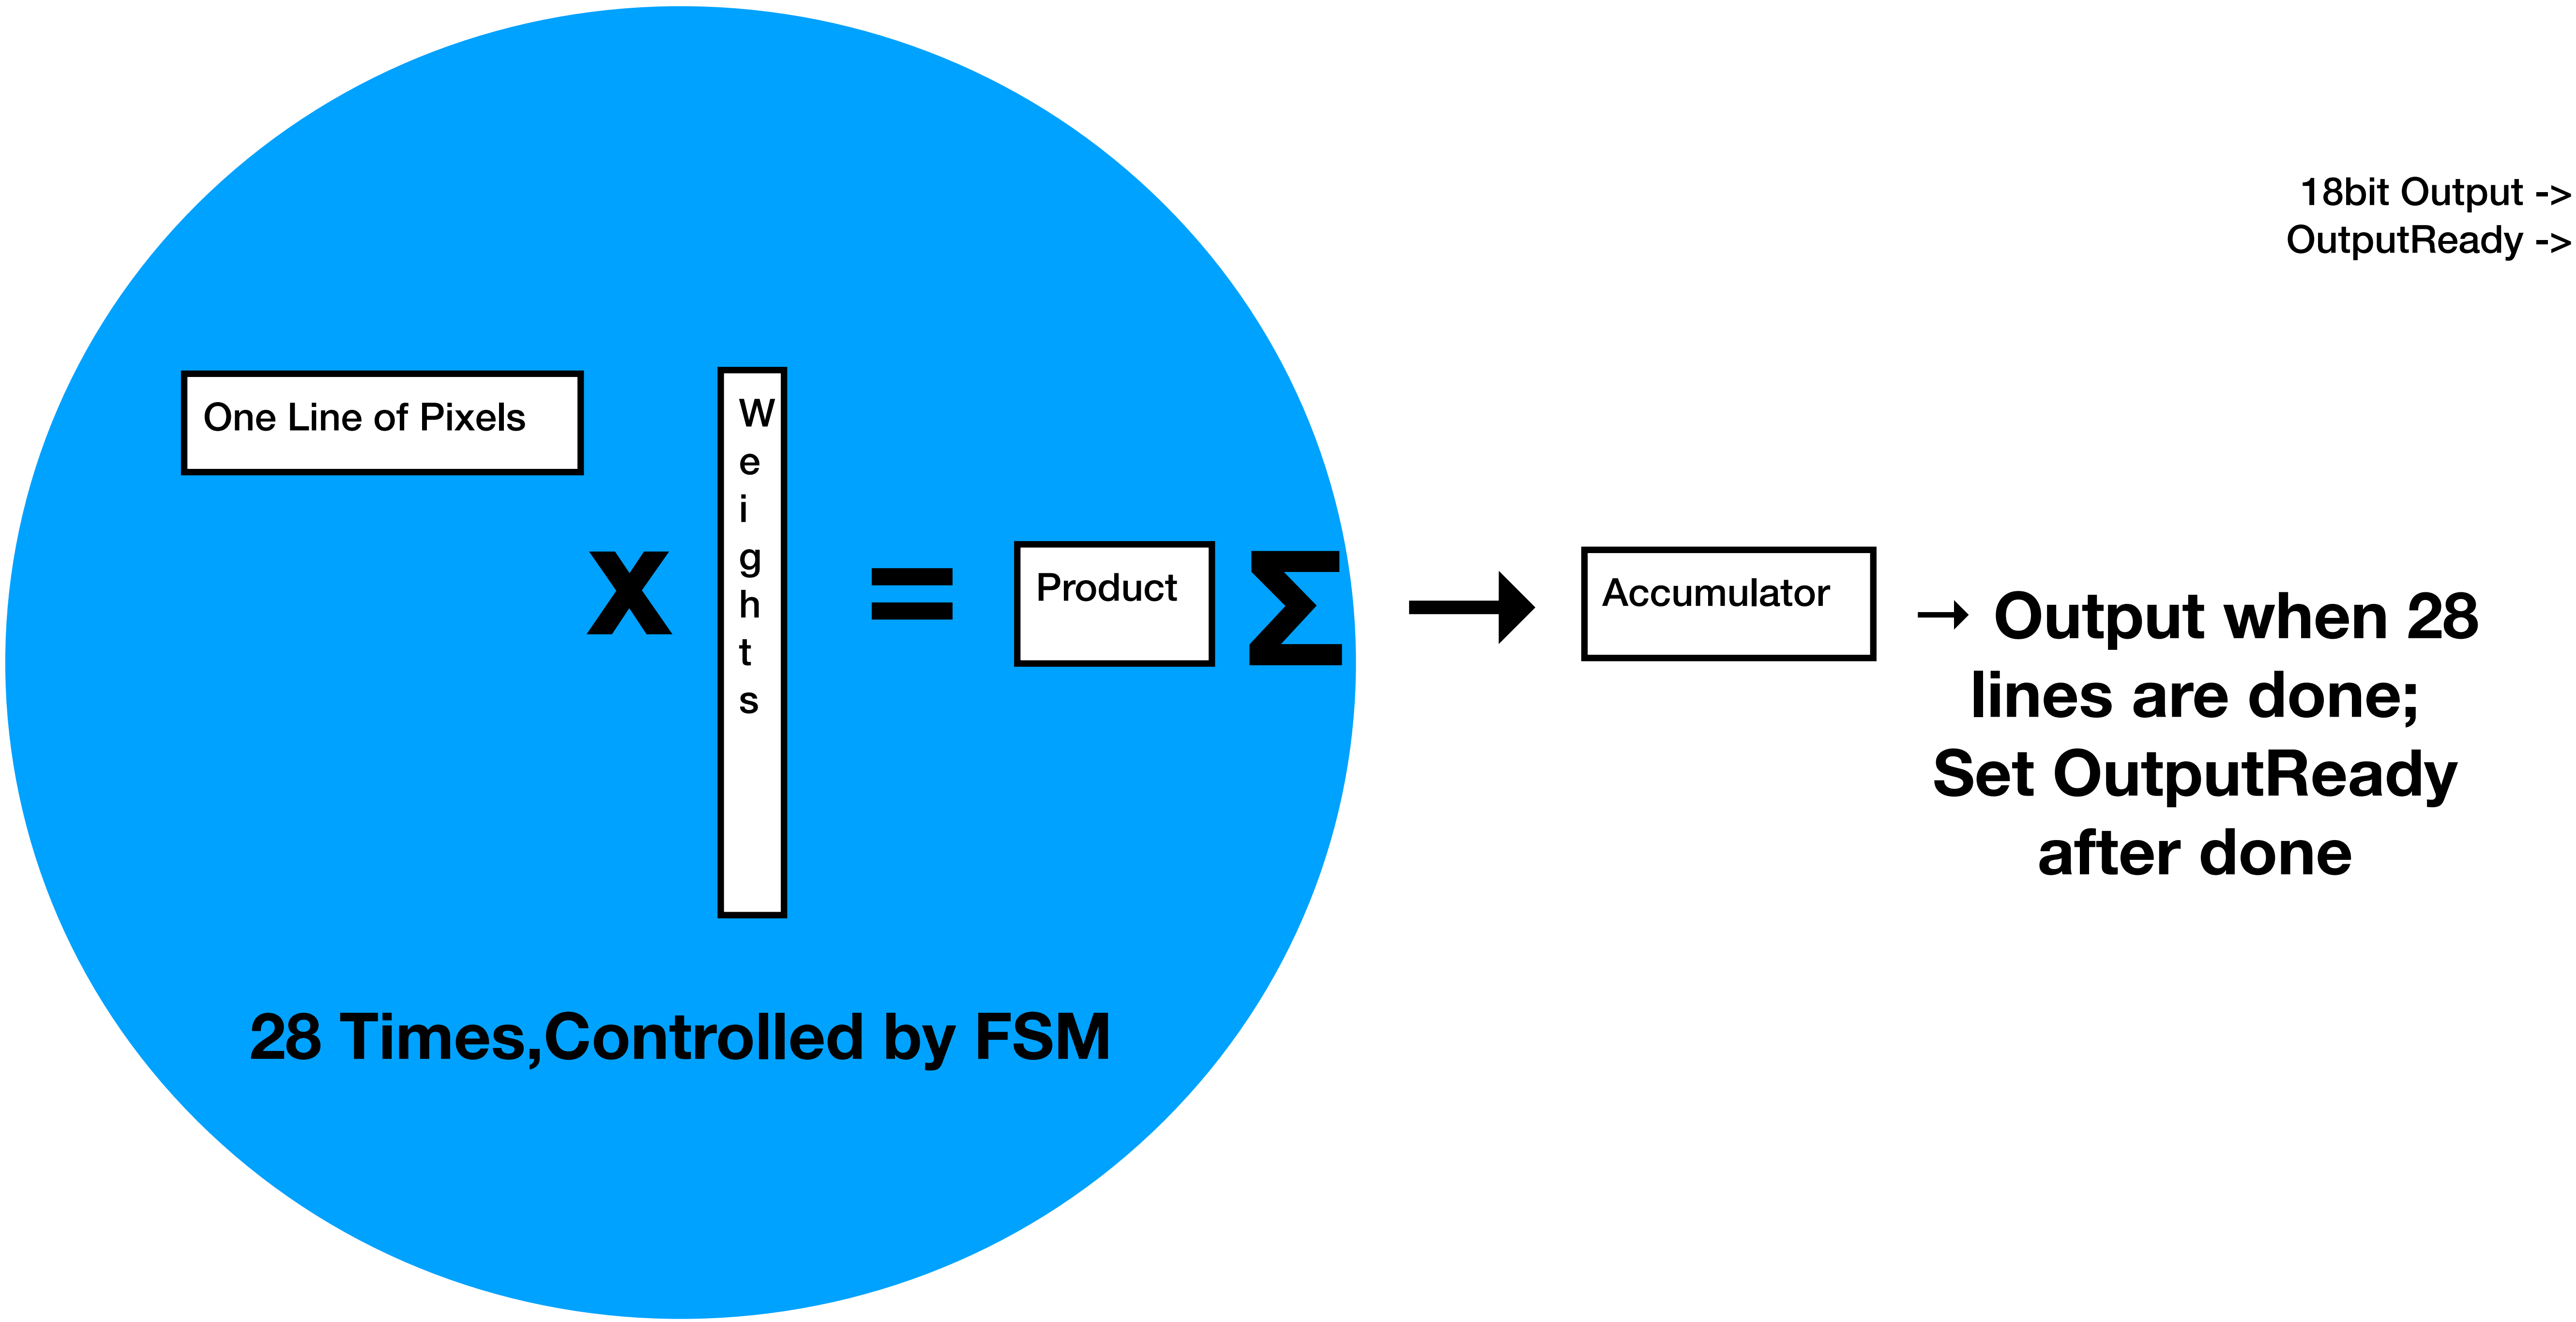 18bit Output ->
OutputReady ->
One Line of Pixels
x
W
e
i
g
h
t
s
=
Product
Σ
→
Accumulator
→ Output when 28
lines are done;
Set OutputReady
after done
28 Times,Controlled by FSM